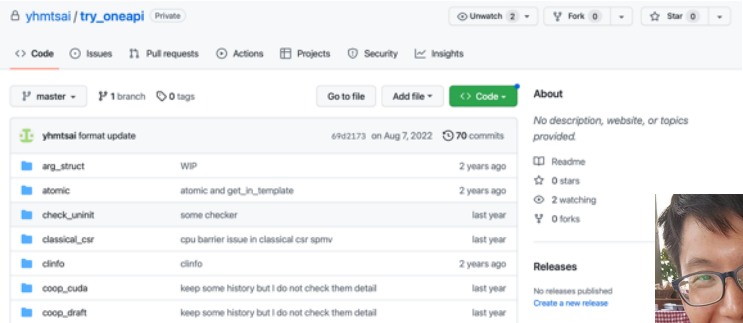 yhmtsai / try_oneapi Private
Unwatch 2 Fork 0 Star 0
Code Issues Pull requests Actions Projects Security Insights
master 1 branch 0 tags Go to file Add file Code
yhmtsai format update 69d2173 on Aug 7, 2022 70 commits
arg_struct WIP 2 years ago
atomic atomic and get_in_template 2 years ago
check_uninit some checker last year
classical_csr cpu barrier issue in classical csr spmv last year
clinfo clinfo 2 years ago
coop_cuda keep some history but I do not check them detail last year
coop_draft keep some history but I do not check them detail last year
About
No description, website, or topics
provided.
Readme
0 stars
2 watching
0 forks
Releases
No releases published
Create a new release